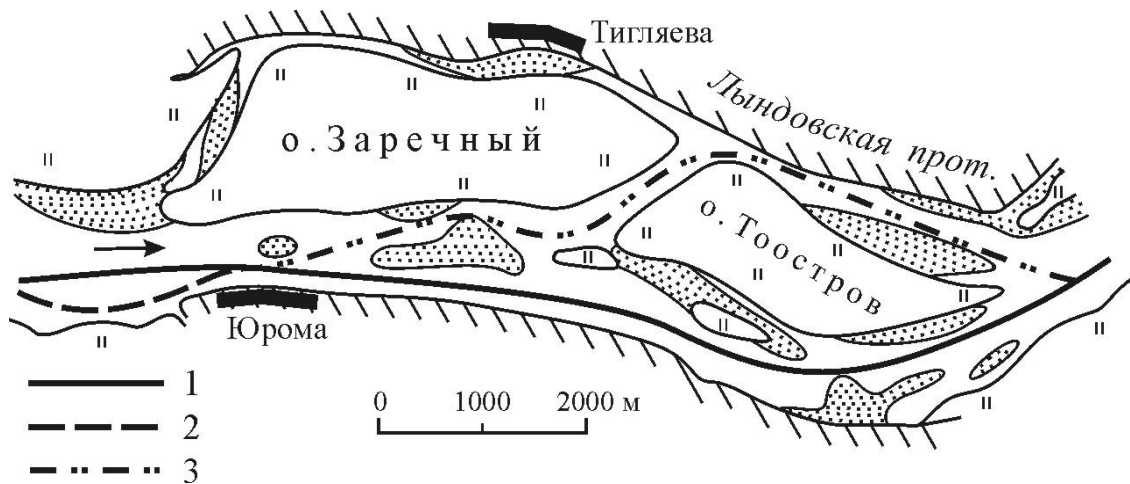 Тигляева
Лындовская прот.
о. Заречный
о. Тоостров
Юрома
1
2
3
0 1000 2000 м